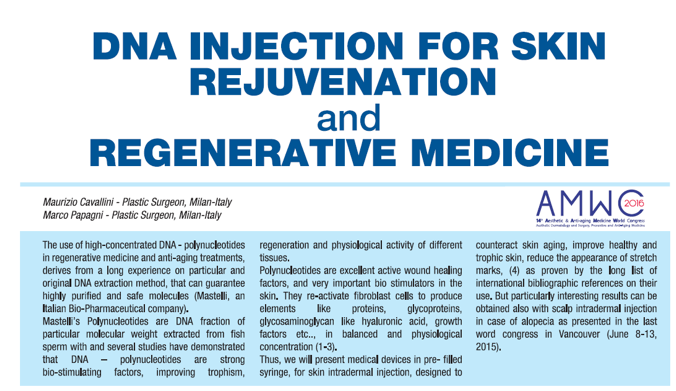 DNA INJECTION FOR SKIN
REJUVENATION
and
REGENERATIVE MEDICINE
Maurizio Cavallini - Plastic Surgeon, Milan-Italy
Marco Papagni - Plastic Surgeon, Milan-Italy
AMWC 2016
14th Aesthetic & Anti-aging Medicine World Congress
Aesthetic Dermatology and Surgery, Preventive and Anti-Aging Medicine
The use of high-concentrated DNA - polynucleotides
in regenerative medicine and anti-aging treatments,
derives from a long experience on particular and
original DNA extraction method, that can guarantee
highly purified and safe molecules (Mastelli, an
Italian Bio-Pharmaceutical company).
Mastelli's Polynucleotides are DNA fraction of
particular molecular weight extracted from fish
sperm with and several studies have demonstrated
that DNA – polynucleotides are strong
bio-stimulating factors, improving trophism,
regeneration and physiological activity of different
tissues.
Polynucleotides are excellent active wound healing
factors, and very important bio stimulators in the
skin. They re-activate fibroblast cells to produce
elements like proteins, glycoproteins,
glycosaminoglycan like hyaluronic acid, growth
factors etc.., in balanced and physiological
concentration (1-3).
Thus, we will present medical devices in pre- filled
syringe, for skin intradermal injection, designed to
counteract skin aging, improve healthy and
trophic skin, reduce the appearance of stretch
marks, (4) as proven by the long list of
international bibliographic references on their
use. But particularly interesting results can be
obtained also with scalp intradermal injection
in case of alopecia as presented in the last
word congress in Vancouver (June 8-13,
2015).